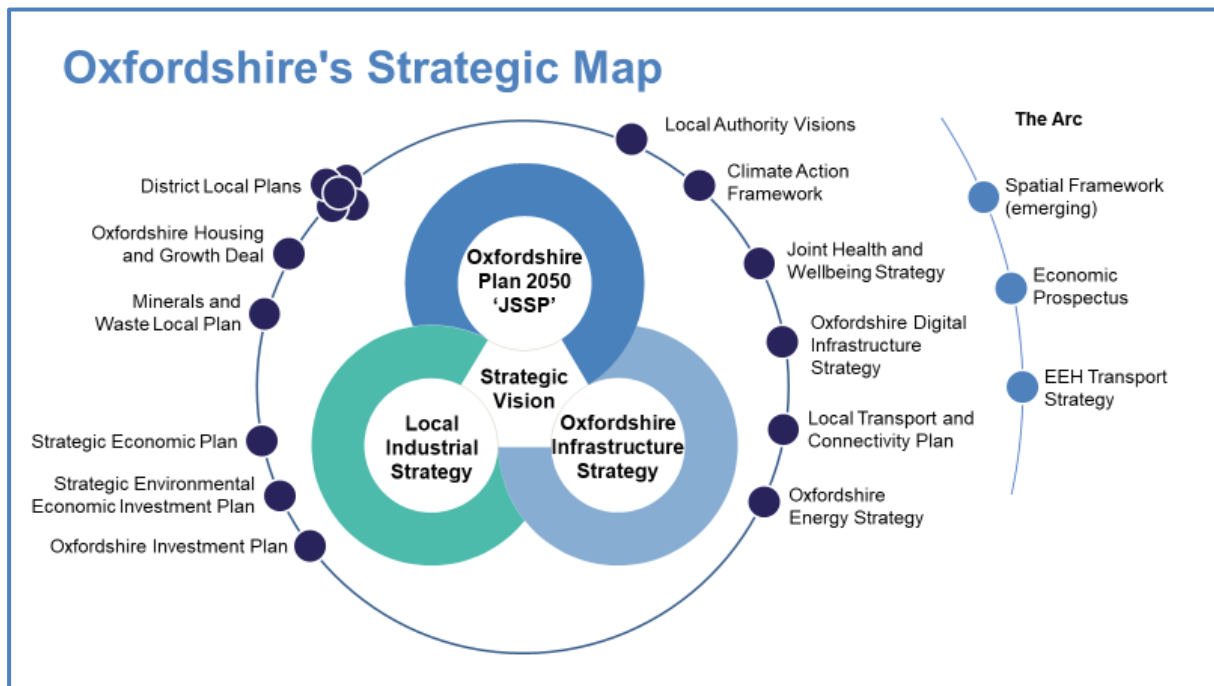 Oxfordshire's Strategic Map
District Local Plans
Oxfordshire Housing
and Growth Deal
Minerals and
Waste Local Plan
Strategic Economic Plan
Strategic Environmental
Economic Investment Plan
Oxfordshire Investment Plan
Oxfordshire
Plan 2050
‘JSSP’
Strategic
Vision
Local
Industrial
Strategy
Oxfordshire
Infrastructure
Strategy
Local Authority Visions
Climate Action
Framework
Joint Health and
Wellbeing Strategy
Oxfordshire Digital
Infrastructure
Strategy
Local Transport and
Connectivity Plan
Oxfordshire
Energy Strategy
The Arc
Spatial Framework
(emerging)
Economic
Prospectus
EEH Transport
Strategy